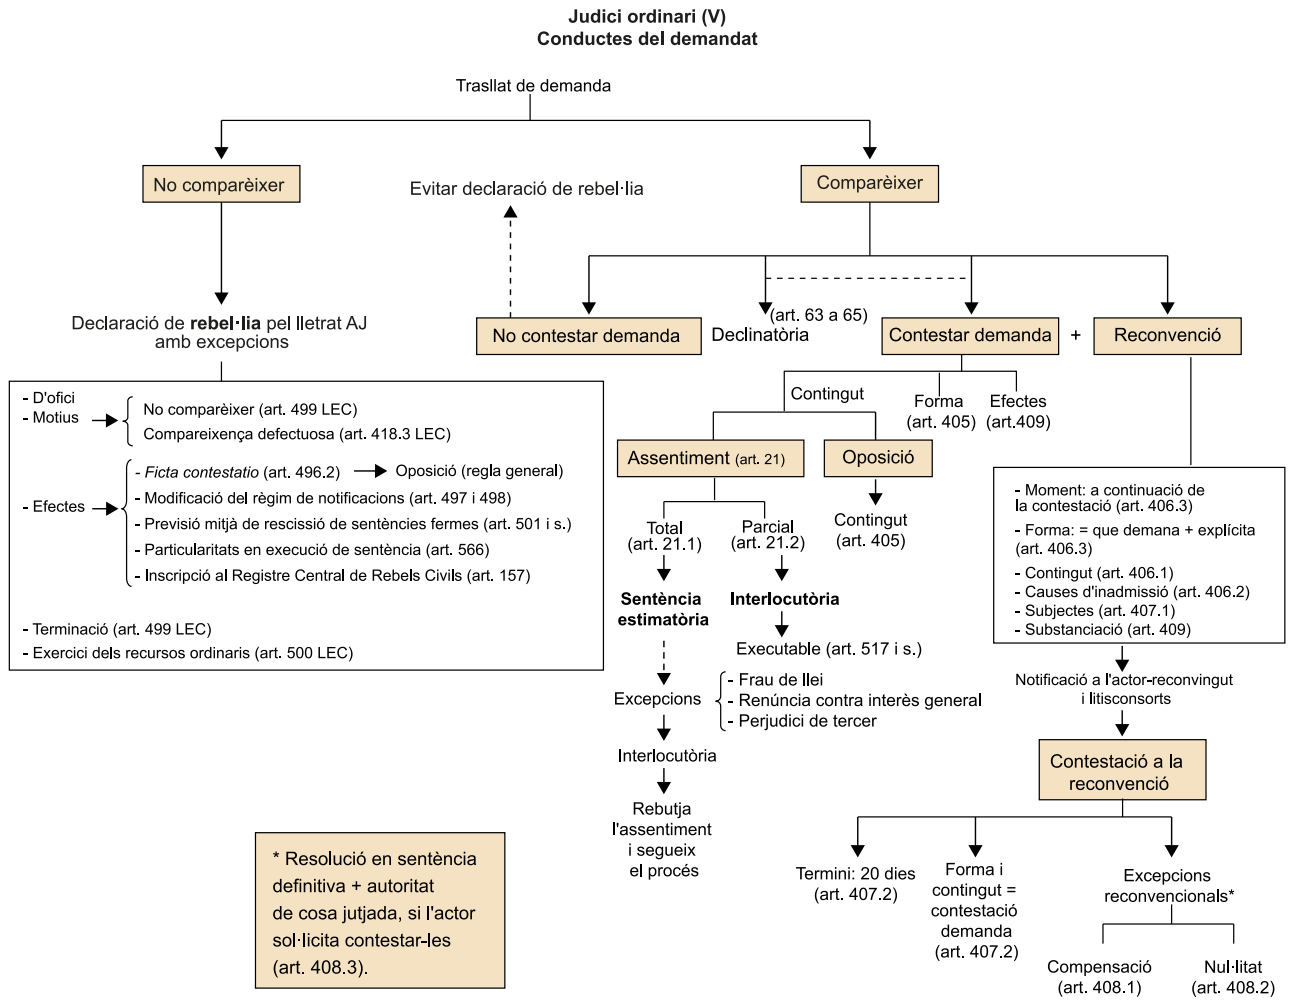 Judici ordinari (V)
Conductes del demandat
Trasllat de demanda
No comparèixer
Evitar declaració de rebel·lia
Comparèixer
Declaració de rebel·lia pel lletrat AJ
amb excepcions
No contestar demanda
(art. 63 a 65)
Declinatòria
Contestar demanda
+
Reconvenció
- D'ofici
- Motius
No comparèixer (art. 499 LEC)
Compareixença defectuosa (art. 418.3 LEC)
- Efectes
- Ficta contestatio (art. 496.2)
Oposició (regla general)
- Modificació del règim de notificacions (art. 497 i 498)
- Previsió mitjà de rescissió de sentències fermes (art. 501 i s.)
- Particularitats en execució de sentència (art. 566)
- Inscripció al Registre Central de Rebels Civils (art. 157)
- Terminació (art. 499 LEC)
- Exercici dels recursos ordinaris (art. 500 LEC)
Contingut
Forma
(art. 405)
Efectes
(art.409)
Assentiment (art. 21)
Oposició
Total
(art. 21.1)
Parcial
(art. 21.2)
Contingut
(art. 405)
Sentència
estimatòria
Interlocutòria
Executable (art. 517 i s.)
Excepcions
- Frau de llei
- Renúncia contra interès general
- Perjudici de tercer
Interlocutòria
Rebutja
l'assentiment
i segueix
el procés
- Moment: a continuació de
la contestació (art. 406.3)
- Forma: = que demana + explícita
(art. 406.3)
- Contingut (art. 406.1)
- Causes d'inadmissió (art. 406.2)
- Subjectes (art. 407.1)
- Substanciació (art. 409)
Notificació a l'actor-reconvingut
i litisconsorts
Contestació a la
reconvenció
Termini: 20 dies
(art. 407.2)
Forma i
contingut =
contestació
demanda
(art. 407.2)
Excepcions
reconvencionals*
Compensació
(art. 408.1)
Nul·litat
(art. 408.2)
* Resolució en sentència
definitiva + autoritat
de cosa jutjada, si l'actor
sol·licita contestar-les
(art. 408.3).